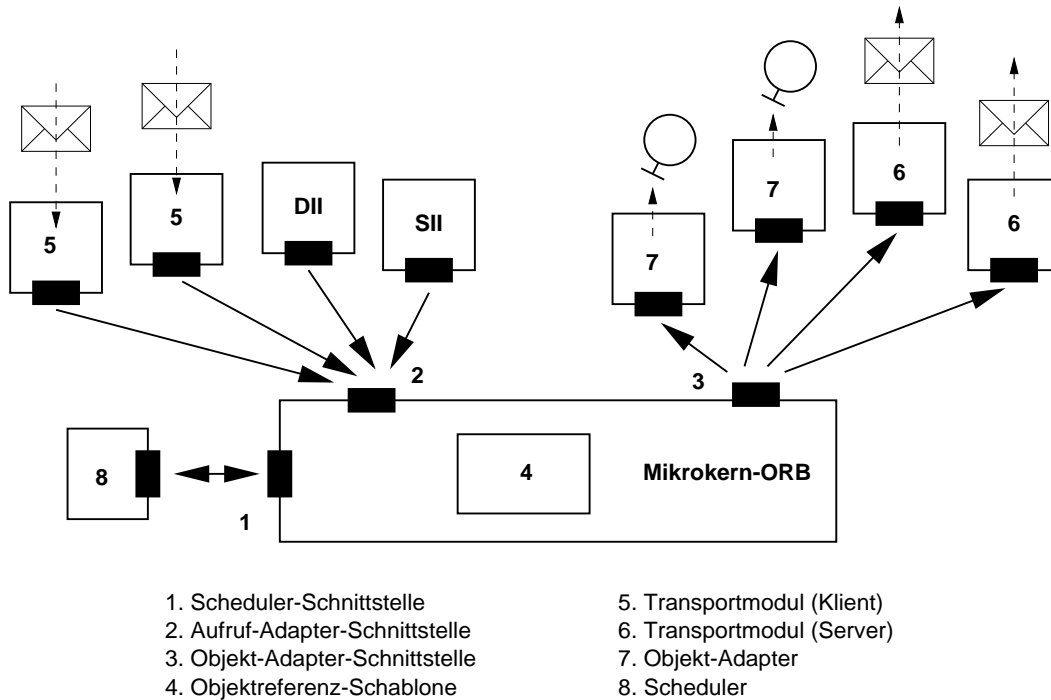 5
5
DII
SII
7
7
6
6
2
3
8
1
4
Mikrokern-ORB
1. Scheduler-Schnittstelle
2. Aufruf-Adapter-Schnittstelle
3. Objekt-Adapter-Schnittstelle
4. Objektreferenz-Schablone
5. Transportmodul (Klient)
6. Transportmodul (Server)
7. Objekt-Adapter
8. Scheduler